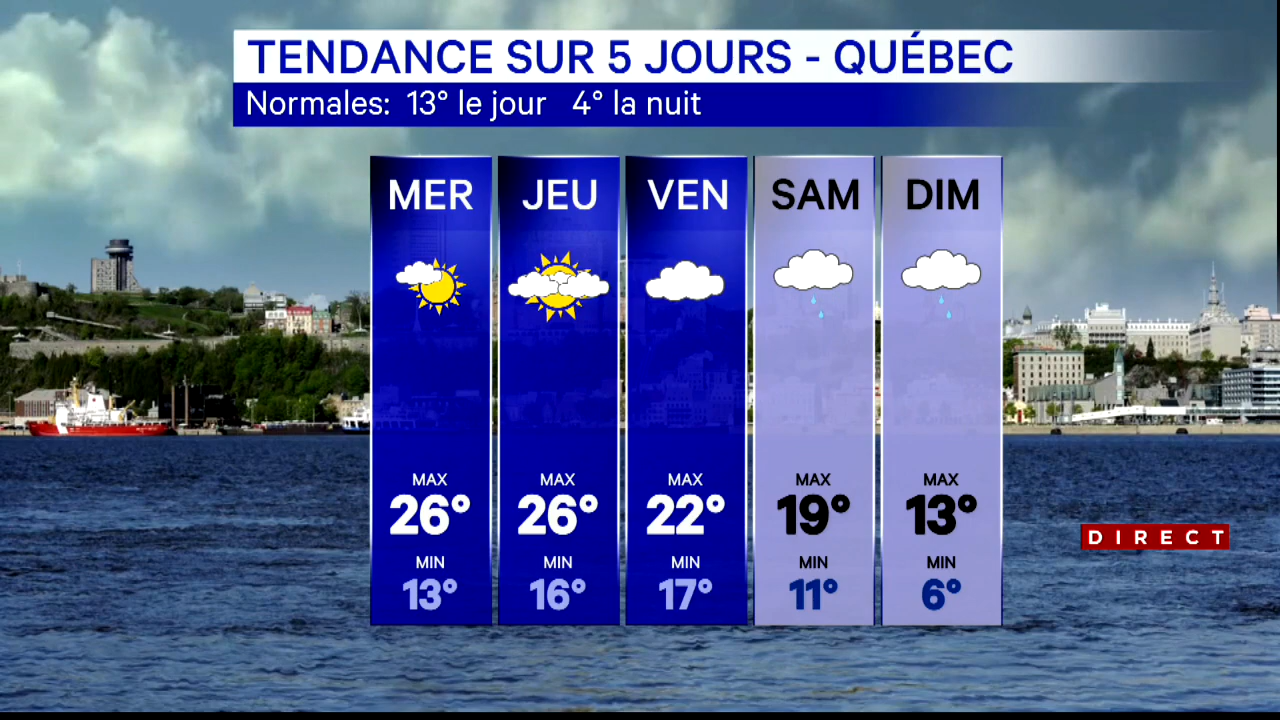 TENDANCE SUR 5 JOURS - QUÉBEC
Normales: 13° le jour 4° la nuit
MER JEU VEN SAM DIM
MAX MAX MAX MAX MAX
26° 26° 22° 19° 13°
MIN MIN MIN MIN MIN
13° 16° 17° 11° 6°
DIRECT